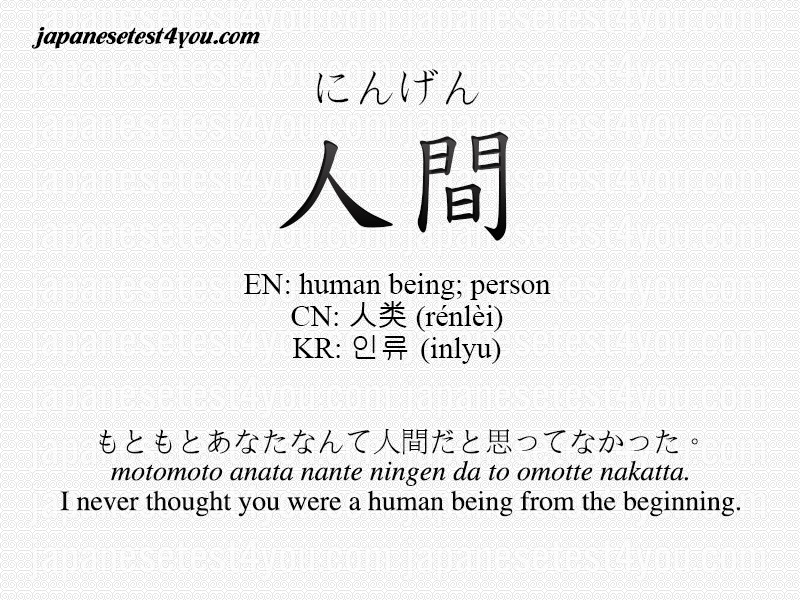 japanesetest4you.com
にんげん
人間
EN: human being; person
CN: 人类 (rénlèi)
KR: 인류 (inlyu)
もともとあなたなんて人間だと思ってなかった。
motomoto anata nante ningen da to omotte nakatta.
I never thought you were a human being from the beginning.